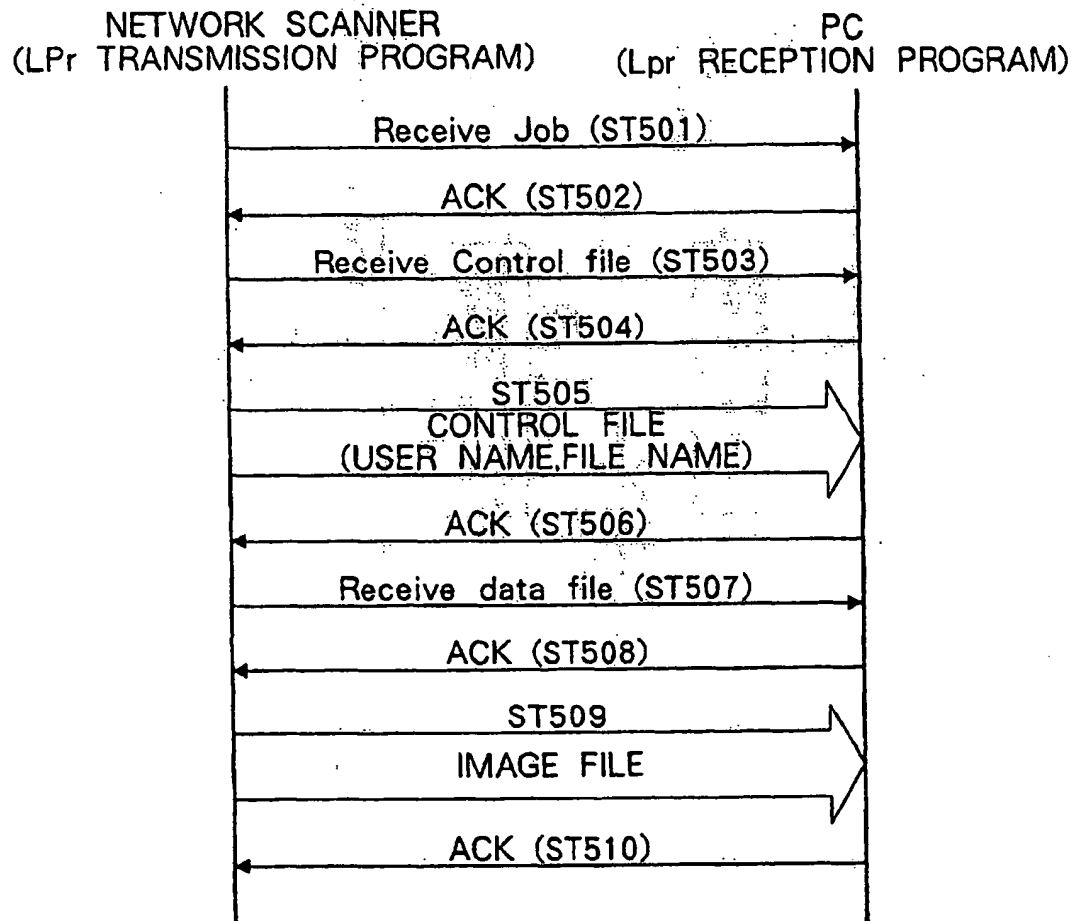 NETWORK SCANNER
(LPr TRANSMISSION PROGRAM)
PC
(Lpr RECEPTION PROGRAM)
Receive Job (ST501)
ACK (ST502)
Receive Control file (ST503)
ACK (ST504)
ST505
CONTROL FILE
(USER NAME,FILE NAME)
ACK (ST506)
Receive data file (ST507)
ACK (ST508)
ST509
IMAGE FILE
ACK (ST510)